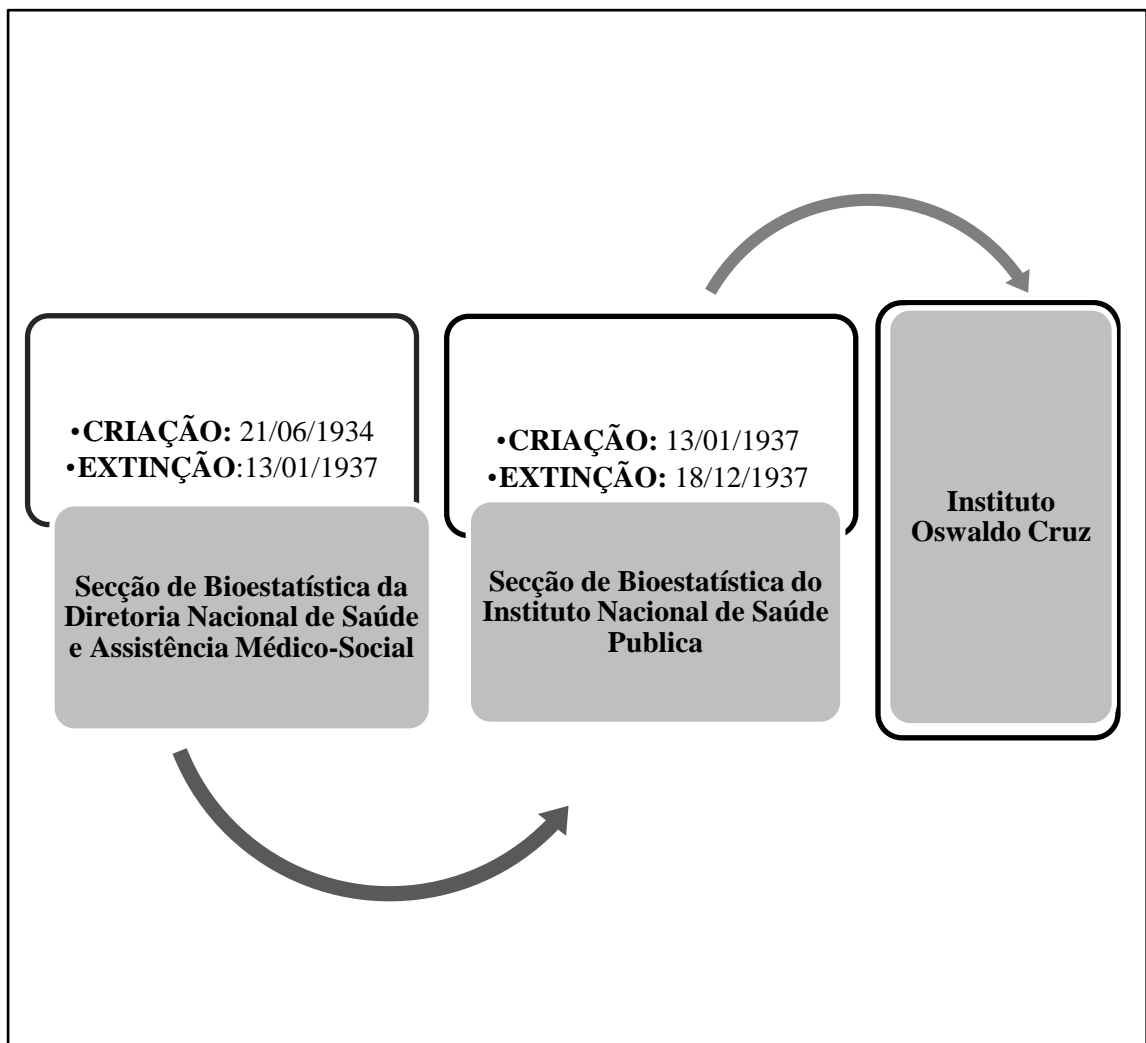 •CRIAÇÃO: 21/06/1934
•EXTINÇÃO:13/01/1937
Secção de Bioestatística da
Diretoria Nacional de Saúde
e Assistência Médico-Social
•CRIAÇÃO: 13/01/1937
•EXTINÇÃO: 18/12/1937
Secção de Bioestatística do
Instituto Nacional de Saúde
Publica
Instituto
Oswaldo Cruz